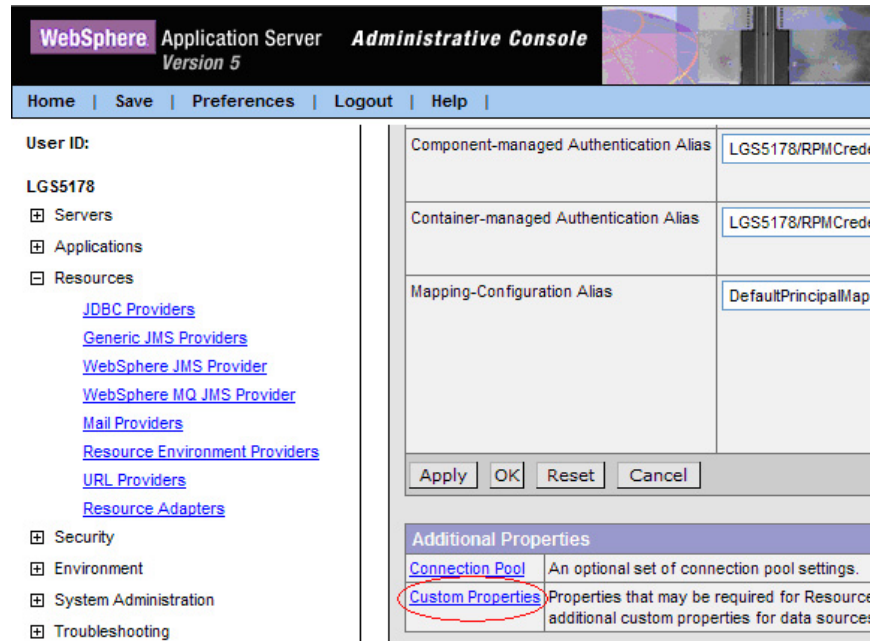 WebSphere Application Server Administrative Console
Version 5
Home | Save | Preferences | Logout | Help |
User ID:
LGS5178
Servers
Applications
Resources
JDBC Providers
Generic JMS Providers
WebSphere JMS Provider
WebSphere MQ JMS Provider
Mail Providers
Resource Environment Providers
URL Providers
Resource Adapters
Security
Environment
System Administration
Troubleshooting
Component-managed Authentication Alias LGS5178/RPMCrede
Container-managed Authentication Alias LGS5178/RPMCrede
Mapping-Configuration Alias DefaultPrincipalMap
Apply OK Reset Cancel
Additional Properties
Connection Pool An optional set of connection pool settings.
Custom Properties Properties that may be required for Resource
additional custom properties for data sources